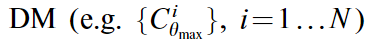 DM (e.g. {C^i_{θ_max}}, i=1…N)